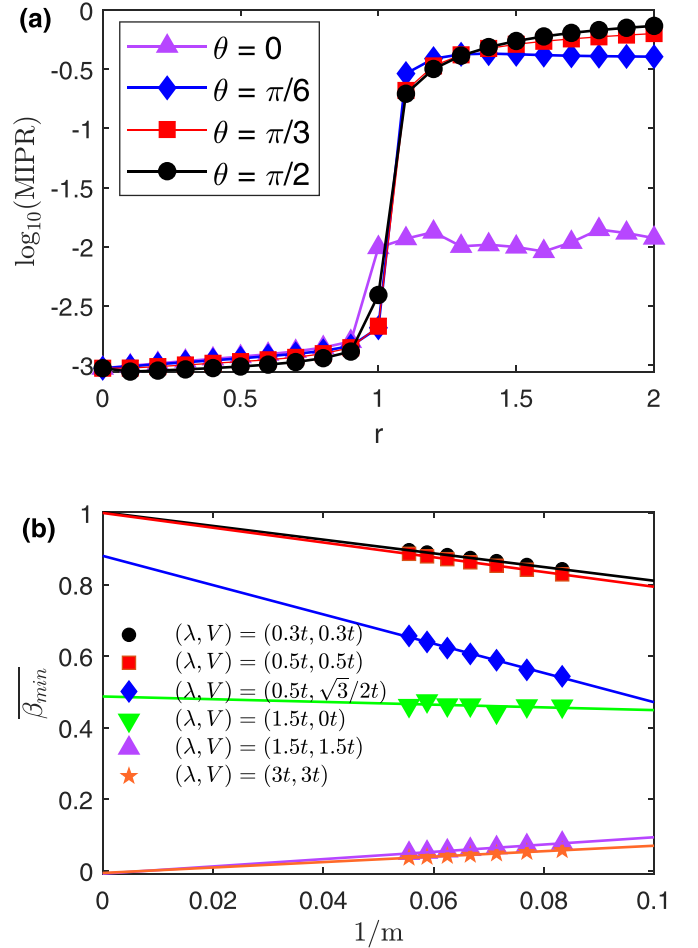 (a)
log₁₀(MIPR)
0
-0.5
-1
-1.5
-2
-2.5
-3
θ = 0
θ = π/6
θ = π/3
θ = π/2
0 0.5 1 1.5 2
r
(b)
β̅_min
1
0.8
0.6
0.4
0.2
0
(λ, V) = (0.3t, 0.3t)
(λ, V) = (0.5t, 0.5t)
(λ, V) = (0.5t, √3/2t)
(λ, V) = (1.5t, 0t)
(λ, V) = (1.5t, 1.5t)
(λ, V) = (3t, 3t)
0 0.02 0.04 0.06 0.08 0.1
1/m